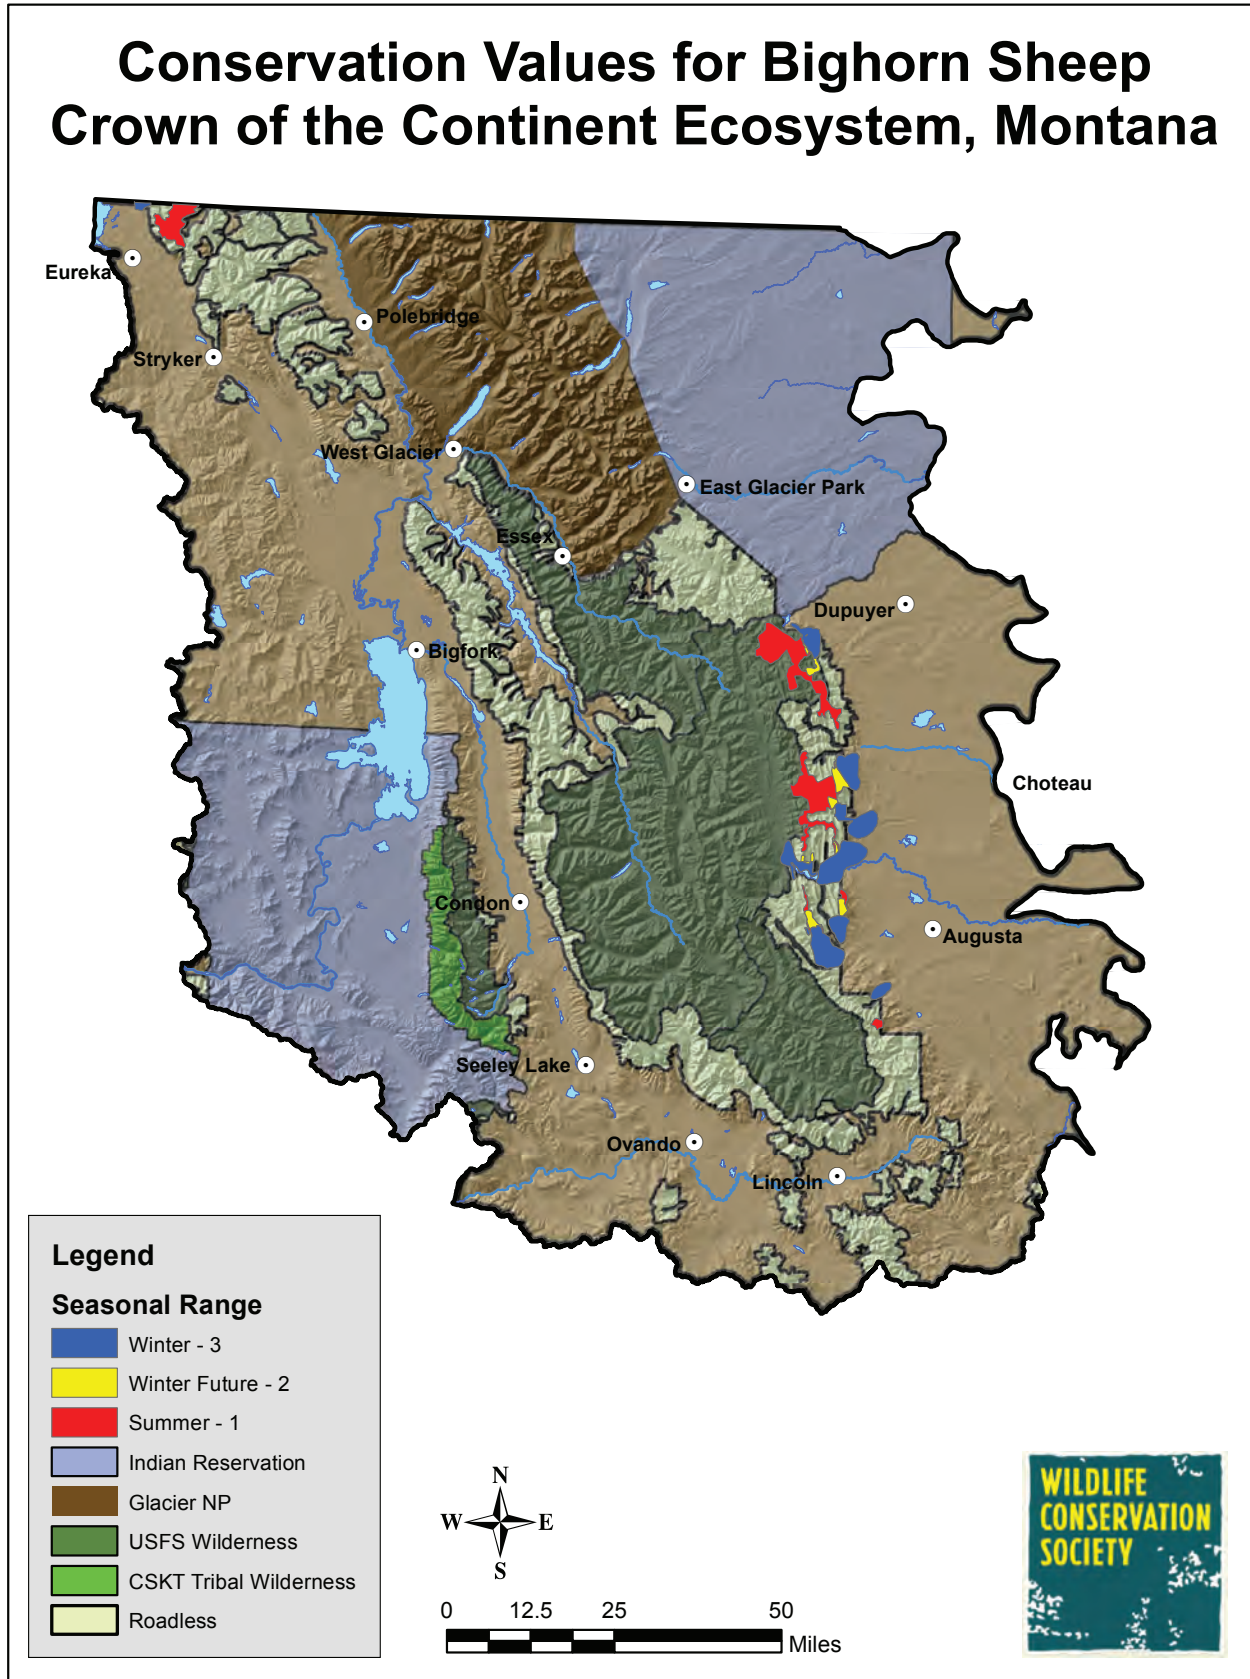 Conservation Values for Bighorn Sheep
Crown of the Continent Ecosystem, Montana
Eureka
Polebridge
Stryker
West Glacier
East Glacier Park
Essex
Dupuyer
Bigfork
Choteau
Condon
Augusta
Seeley Lake
Ovando
Lincoln
Legend
Seasonal Range
Winter - 3
Winter Future - 2
Summer - 1
Indian Reservation
Glacier NP
USFS Wilderness
CSKT Tribal Wilderness
Roadless
N
W E
S
0 12.5 25 50
Miles
WILDLIFE
CONSERVATION
SOCIETY